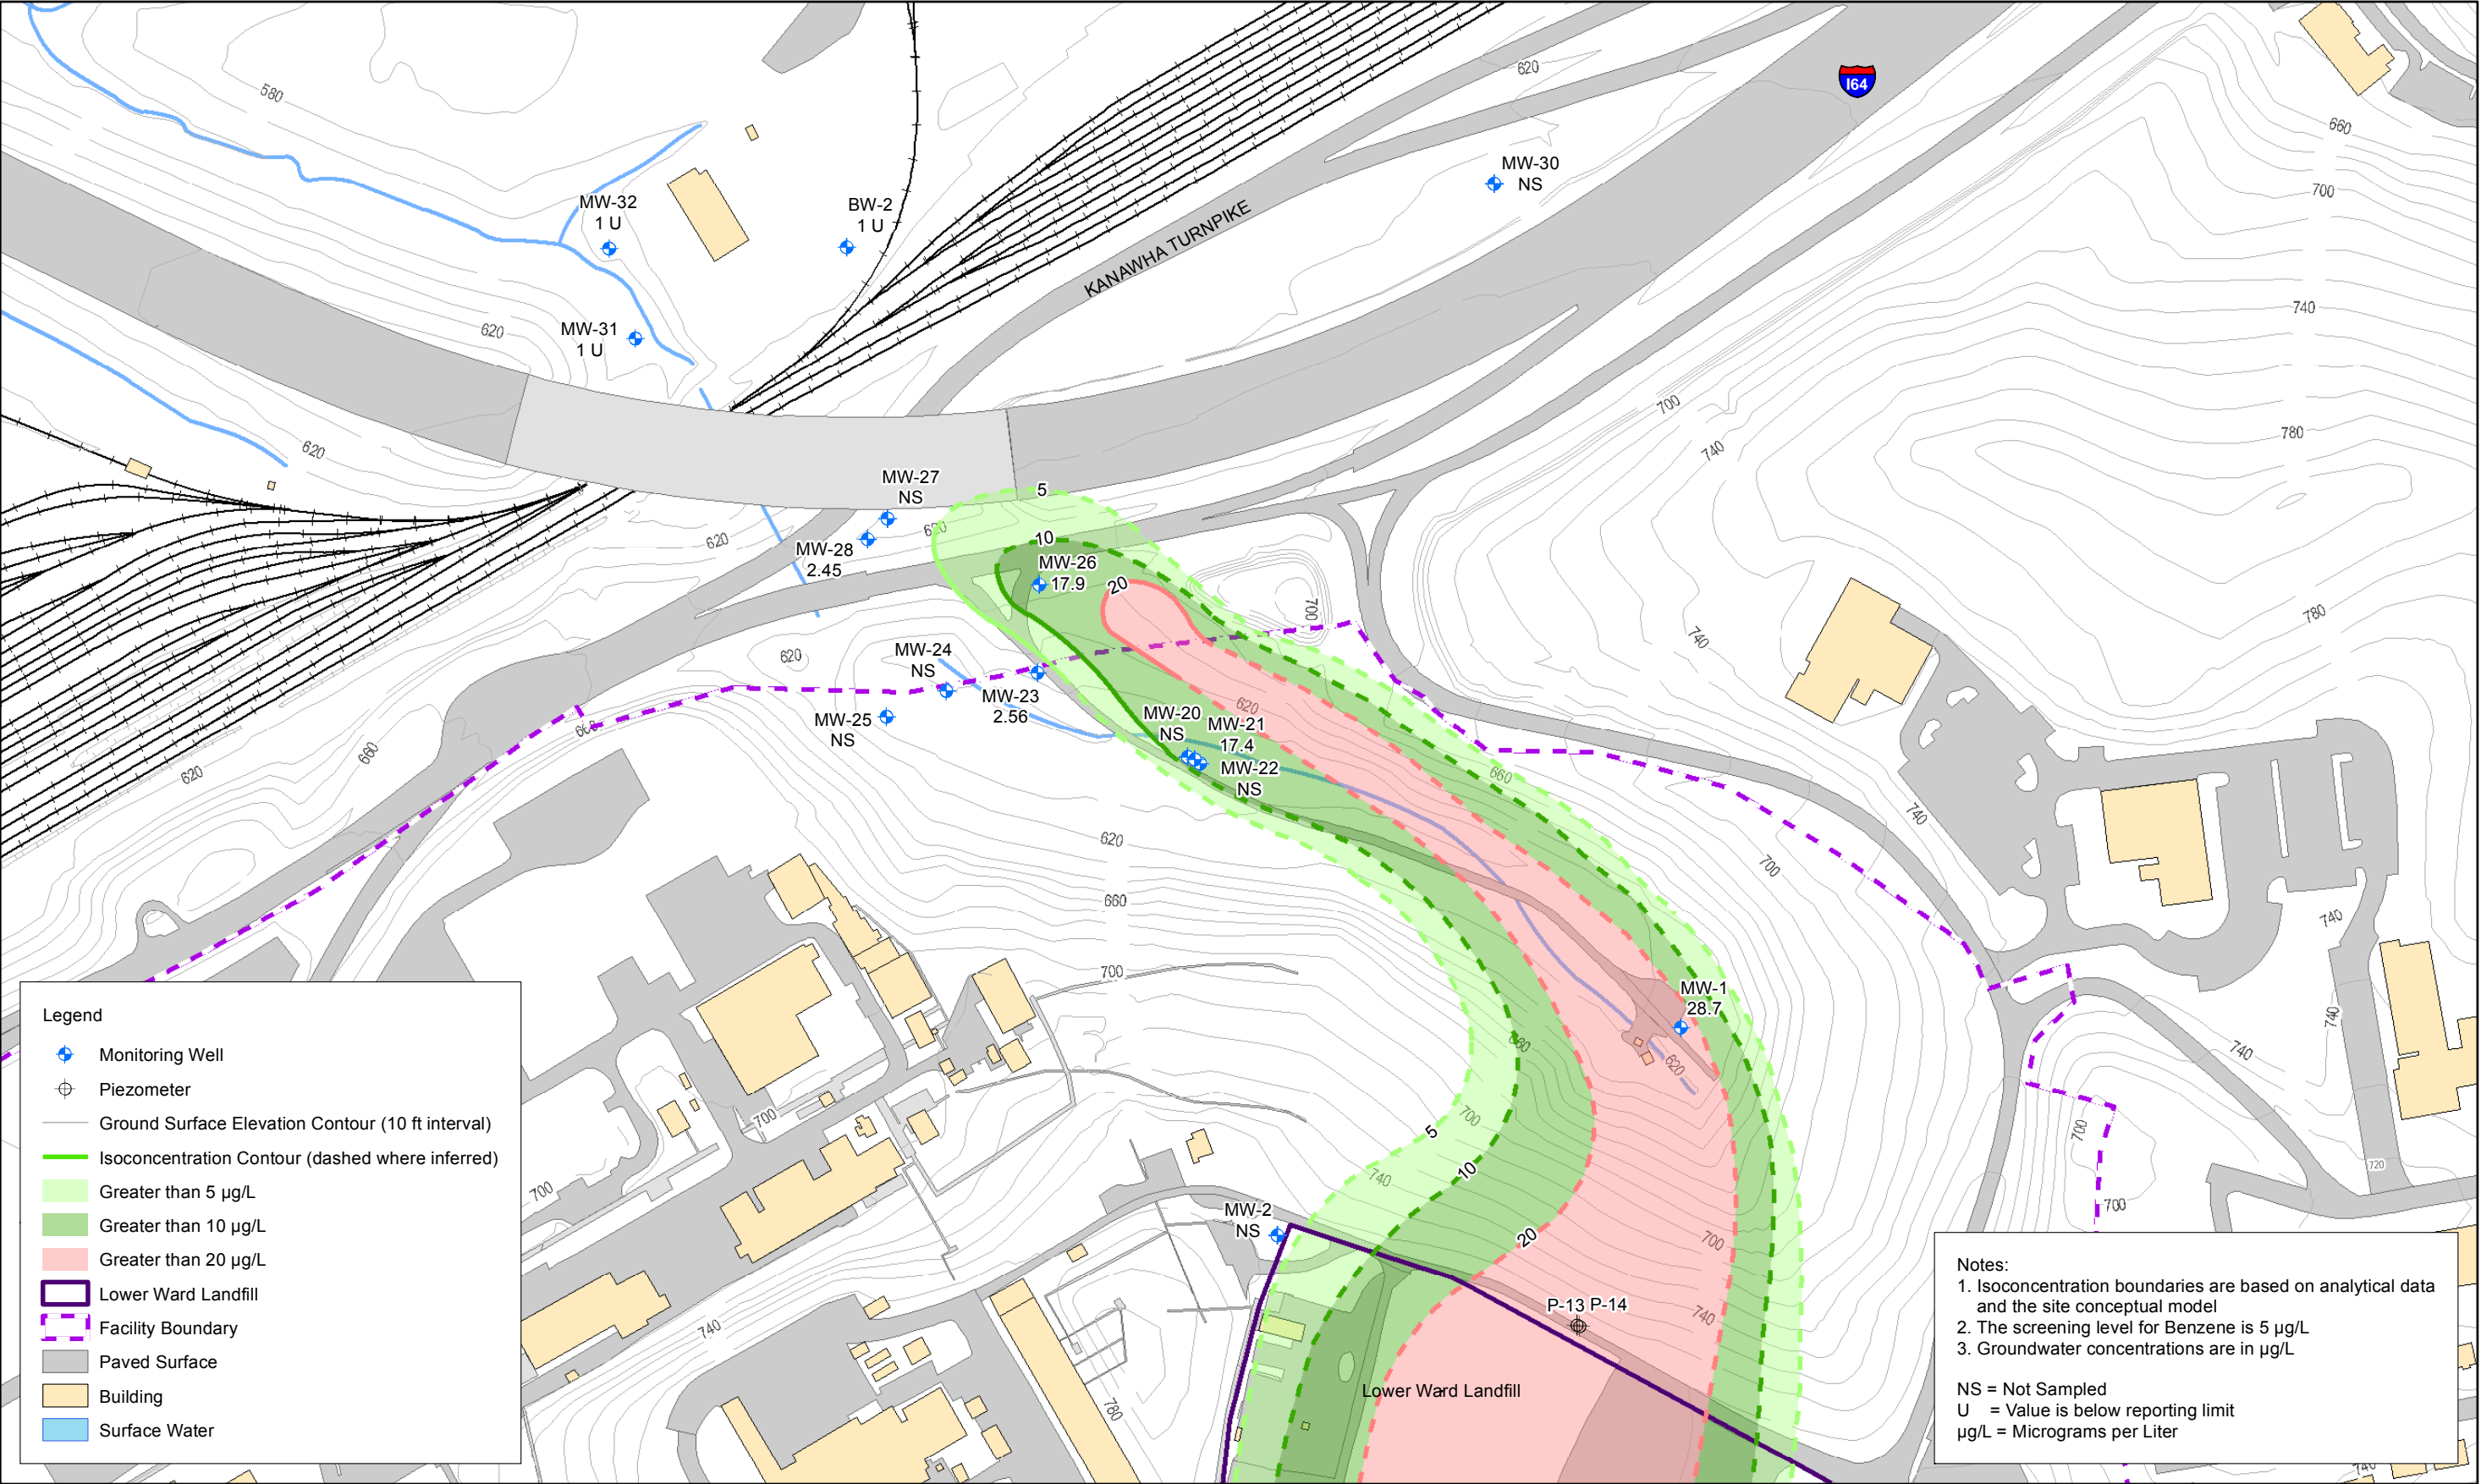 580
620
I64
660
700
MW-30
NS
MW-32
1 U
BW-2
1 U
KANAWHA TURNPIKE
740
MW-31
1 U
620
700
740
780
620
MW-27
NS
5
620
620
10
MW-28
2.45
MW-26
17.9
20
700
780
740
MW-24
NS
620
MW-23
2.56
MW-25
NS
620
MW-20
NS
MW-21
17.4
MW-22
NS
660
660
660
620
740
620
700
660
740
700
MW-1
28.7
740
740
660
620
700
5
700
700
10
740
720
700
700
MW-2
NS
20
700
P-13 P-14
740
740
Lower Ward Landfill
780
740
Legend
Monitoring Well
Piezometer
Ground Surface Elevation Contour (10 ft interval)
Isoconcentration Contour (dashed where inferred)
Greater than 5 µg/L
Greater than 10 µg/L
Greater than 20 µg/L
Lower Ward Landfill
Facility Boundary
Paved Surface
Building
Surface Water
Notes:
1. Isoconcentration boundaries are based on analytical data
and the site conceptual model
2. The screening level for Benzene is 5 µg/L
3. Groundwater concentrations are in µg/L
NS = Not Sampled
U = Value is below reporting limit
µg/L = Micrograms per Liter